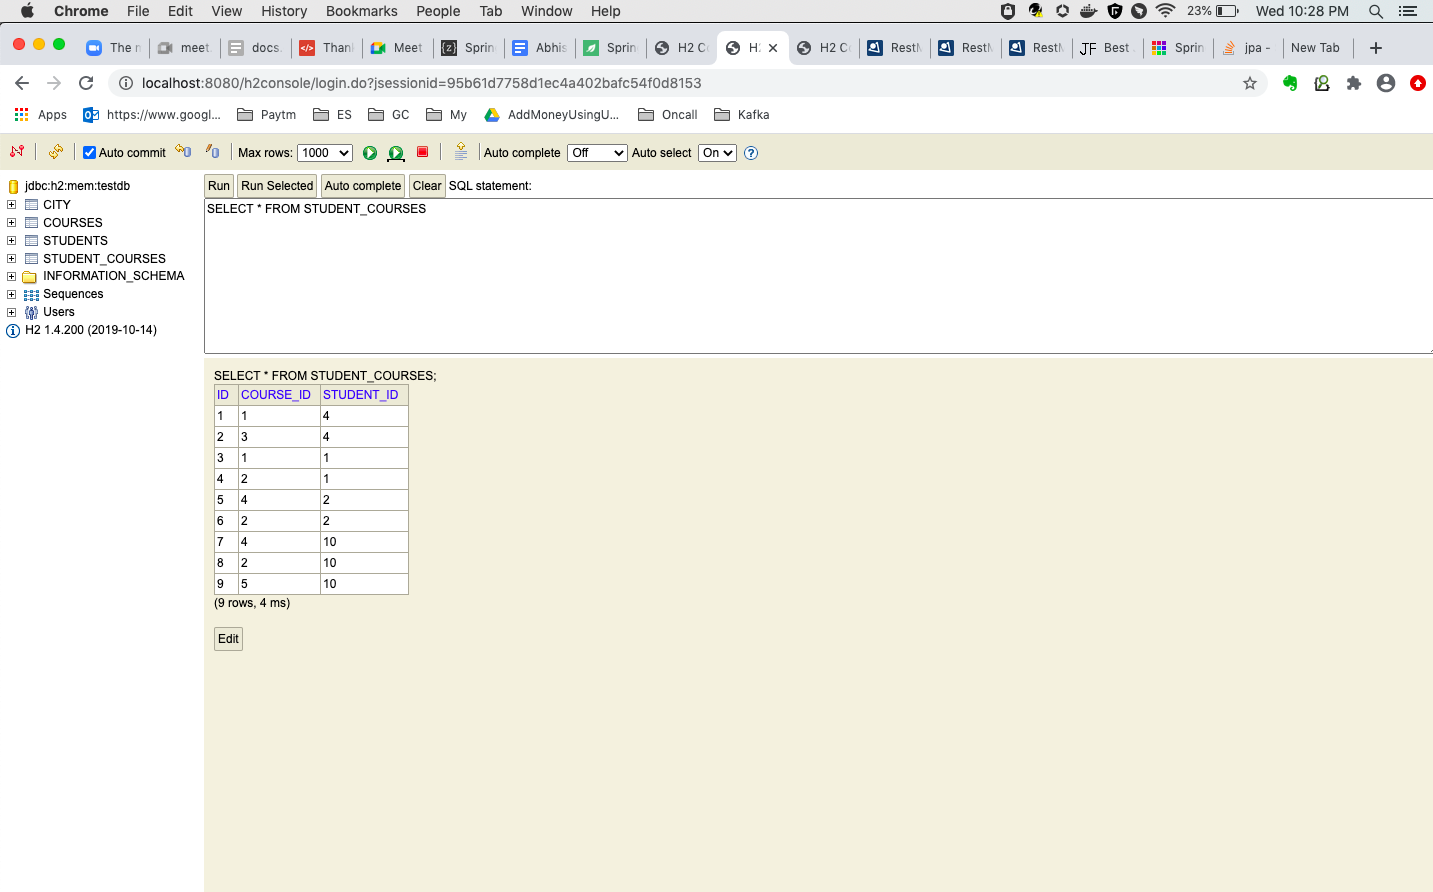 Chrome File Edit View History Bookmarks People Tab Window Help 23% Wed 10:28 PM
The n meet. docs. Than Meet Sprin Abhis Sprin H2 C H2 H2 C RestM RestM RestM JF Best Sprin jpa - New Tab
localhost:8080/h2console/login.do?jsessionid=95b61d7758d1ec4a402bafc54f0d8153
Apps https://www.googl... Paytm ES GC My AddMoneyUsingU... Oncall Kafka
Auto commit Max rows: 1000 Auto complete Off Auto select On
jdbc:h2:mem:testdb
CITY
COURSES
STUDENTS
STUDENT_COURSES
INFORMATION_SCHEMA
Sequences
Users
H2 1.4.200 (2019-10-14)
Run Run Selected Auto complete Clear SQL statement:
SELECT * FROM STUDENT_COURSES
SELECT * FROM STUDENT_COURSES;
ID COURSE_ID STUDENT_ID
1 1 4
2 3 4
3 1 1
4 2 1
5 4 2
6 2 2
7 4 10
8 2 10
9 5 10
(9 rows, 4 ms)
Edit